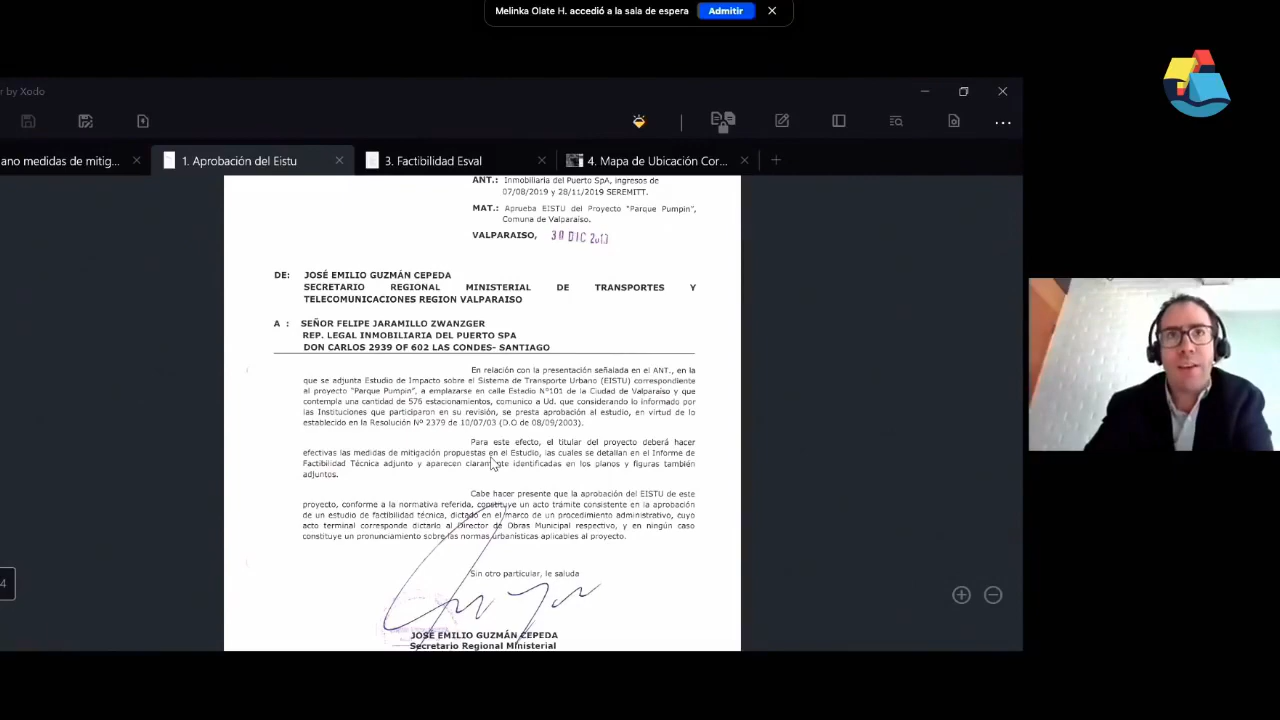 Melinka Olate H. accedió a la sala de espera Admitir
r by Xodo
ano medidas de mitig...
1. Aprobación del Eistu
3. Factibilidad Esval
4. Mapa de Ubicación Cor...
ANT.: Inmobiliaria del Puerto SpA, ingresos de
07/08/2019 y 28/11/2019 SEREMITT.
MAT.: Aprueba EISTU del Proyecto "Parque Pumpin",
Comuna de Valparaíso.
VALPARAISO, 30 DIC
DE: JOSÉ EMILIO GUZMÁN CEPEDA
SECRETARIO REGIONAL MINISTERIAL DE TRANSPORTES Y
TELECOMUNICACIONES REGION VALPARAISO
A : SEÑOR FELIPE JARAMILLO ZWANZGER
REP. LEGAL INMOBILIARIA DEL PUERTO SPA
DON CARLOS 2939 OF 602 LAS CONDES- SANTIAGO
En relación con la presentación señalada en el ANT., en la
que se adjunta Estudio de Impacto sobre el Sistema de Transporte Urbano (EISTU) correspondiente
al proyecto "Parque Pumpin", a emplazarse en calle Estadio N°101 de la Ciudad de Valparaíso y que
contempla una cantidad de 576 estacionamientos, comunico a Ud. que considerando lo informado por
las Instituciones que participaron en su revisión, se presta aprobación al estudio, en virtud de lo
establecido en la Resolución Nº 2379 de 10/07/03 (D.O de 08/09/2003).
Para este efecto, el titular del proyecto deberá hacer
efectivas las medidas de mitigación propuestas en el Estudio, las cuales se detallan en el Informe de
Factibilidad Técnica adjunto y aparecen claramente identificadas en los planos y figuras también
adjuntos.
Cabe hacer presente que la aprobación del EISTU de este
proyecto, conforme a la normativa referida, constituye un acto trámite consistente en la aprobación
de un estudio de factibilidad técnica, dictado en el marco de un procedimiento administrativo, cuyo
acto terminal corresponde dictarlo al Director de Obras Municipal respectivo, y en ningún caso
constituye un pronunciamiento sobre las normas urbanísticas aplicables al proyecto.
Sin otro particular, le saluda
JOSÉ EMILIO GUZMÁN CEPEDA
Secretario Regional Ministerial
4